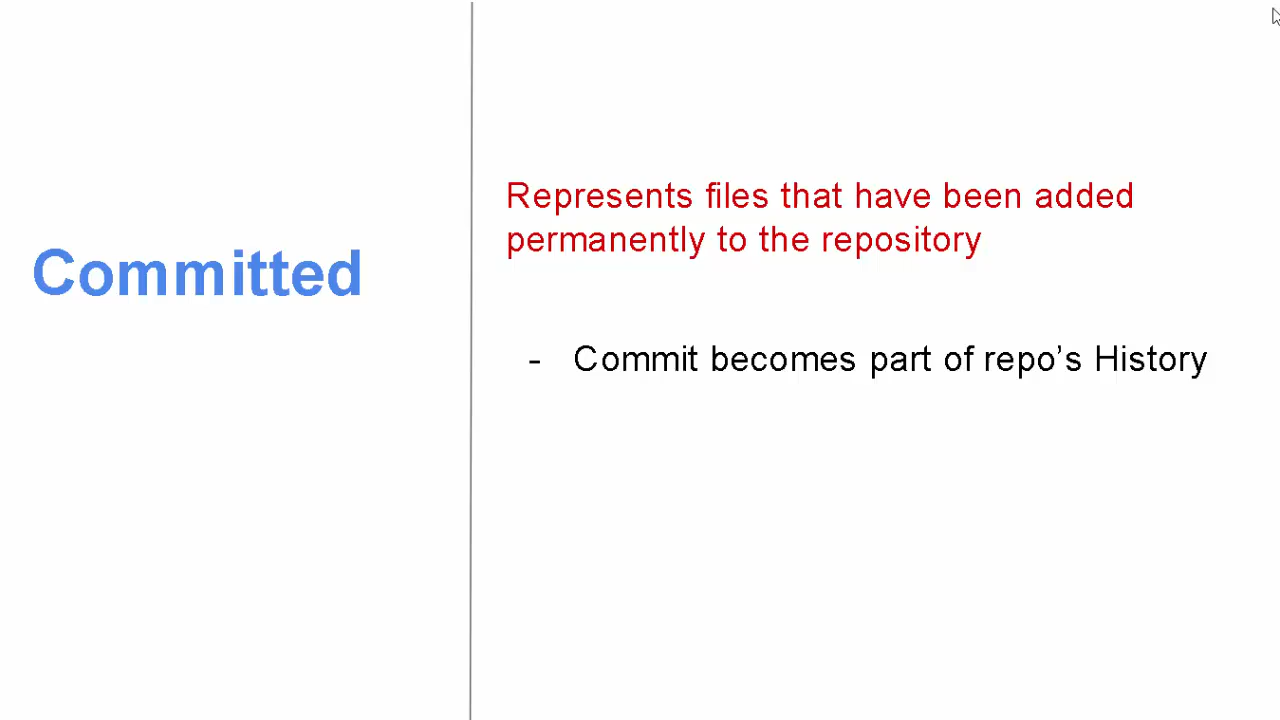 Committed
Represents files that have been added
permanently to the repository
- Commit becomes part of repo’s History